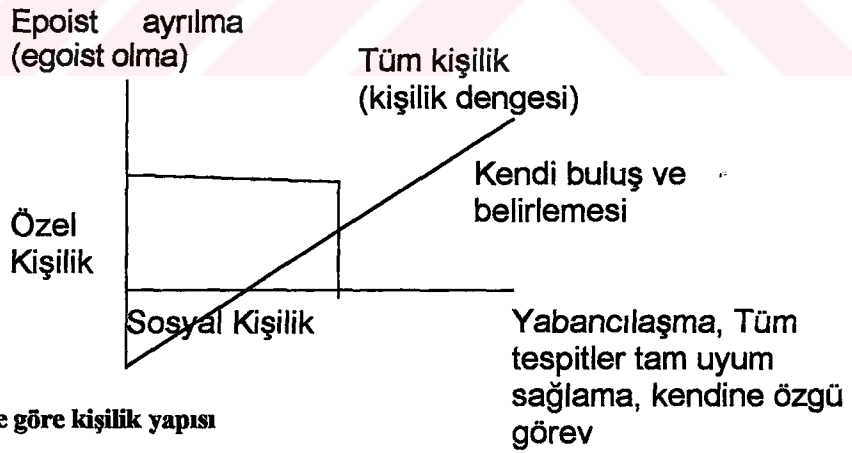 Epoist ayrılma
(egoist olma)
Tüm kişilik
(kişilik dengesi)
Kendi buluş ve
belirlemesi
Özel
Kişilik
Sosyal Kişilik
Yabancılaşma, Tüm
tespitler tam uyum
sağlama, kendine özgü
görev
e göre kişilik yapısı